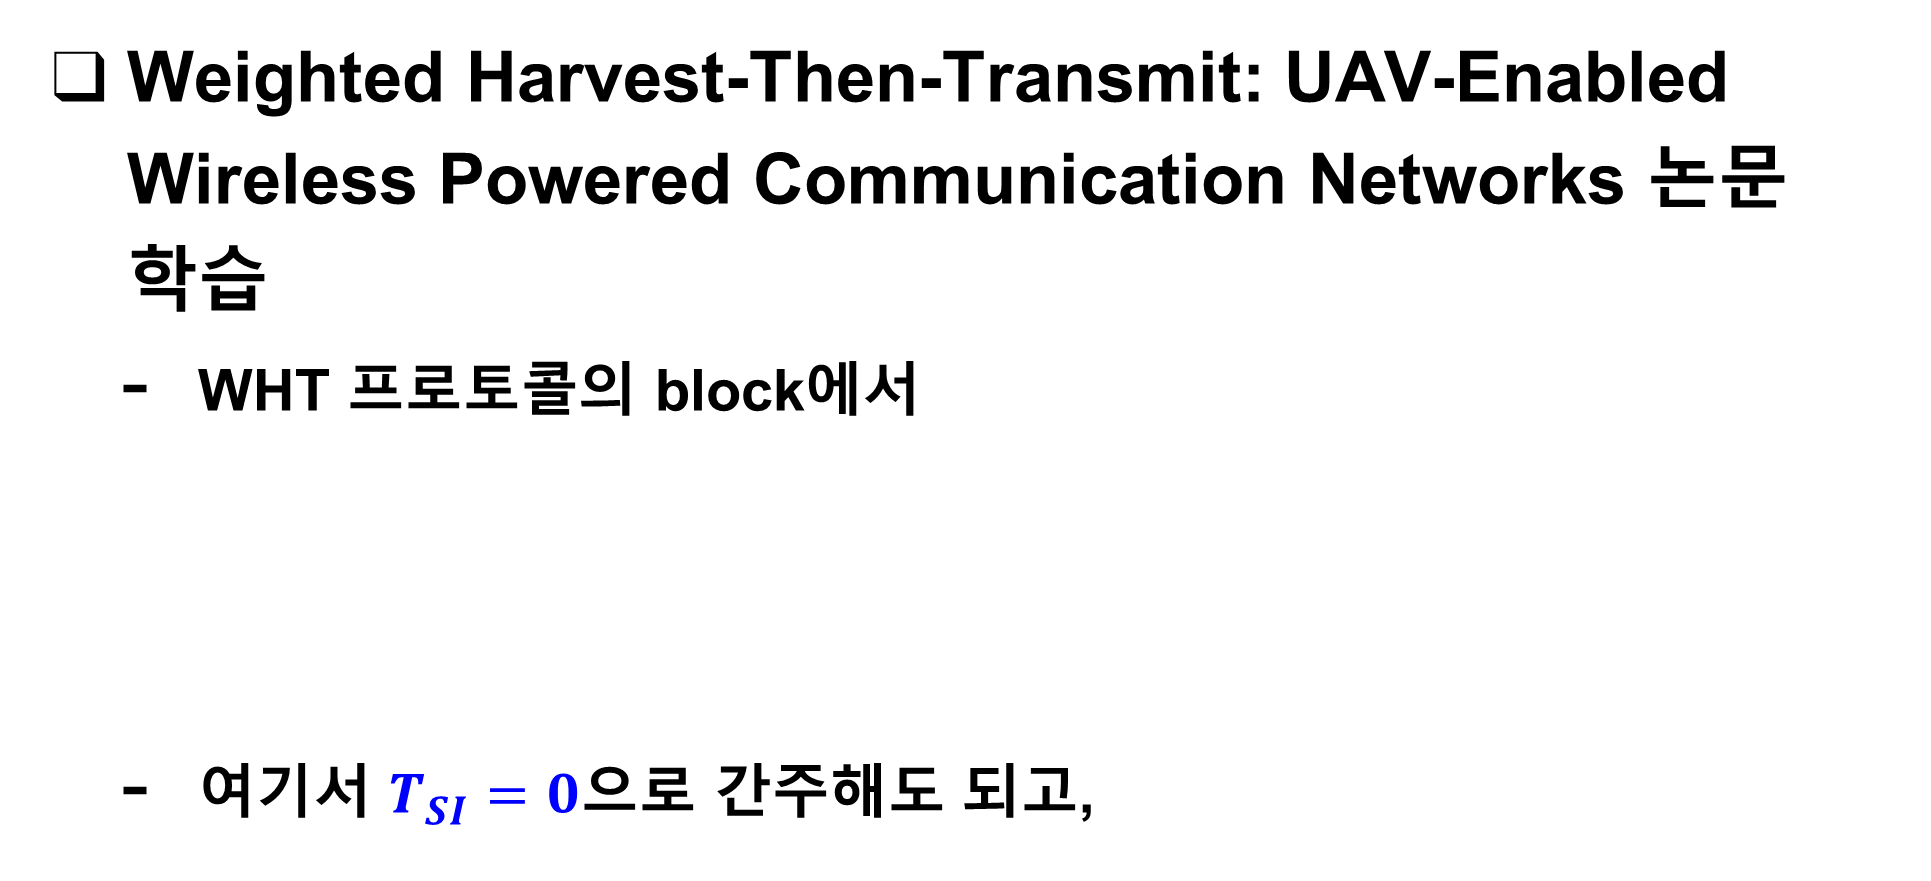 ❑ Weighted Harvest-Then-Transmit: UAV-Enabled
Wireless Powered Communication Networks 논문
학습
- WHT 프로토콜의 block에서
- 여기서 T_{SI} = 0으로 간주해도 되고,